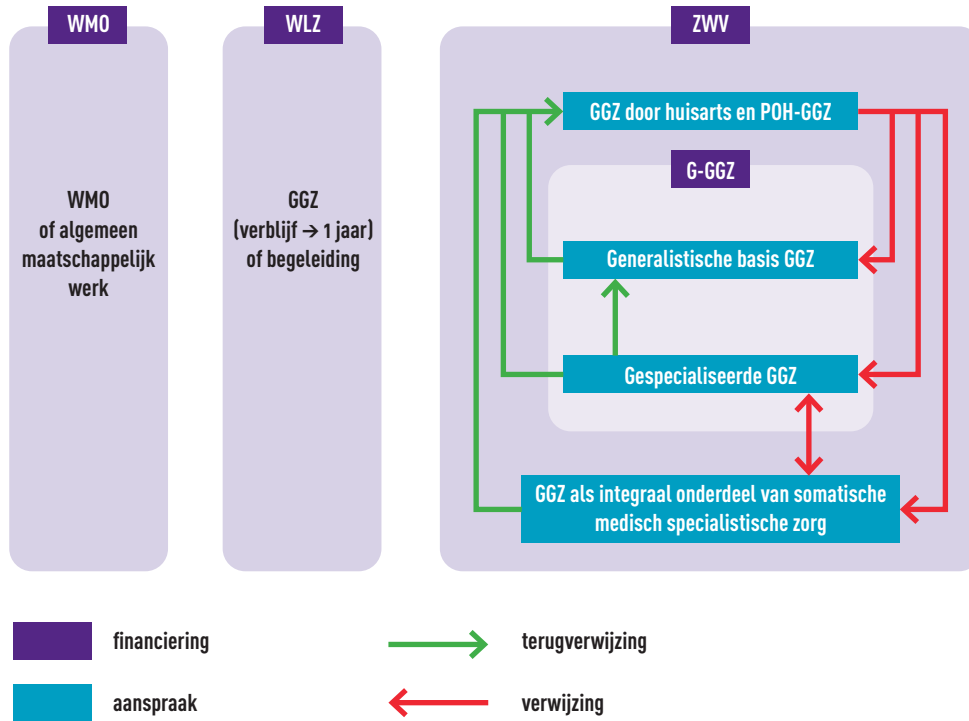 WMO
WMO
of algemeen
maatschappelijk
werk
WLZ
GGZ
(verblijf → 1 jaar)
of begeleiding
ZWV
GGZ door huisarts en POH-GGZ
G-GGZ
Generalistische basis GGZ
Gespecialiseerde GGZ
GGZ als integraal onderdeel van somatische
medisch specialistische zorg
financiering
terugverwijzing
aanspraak
verwijzing